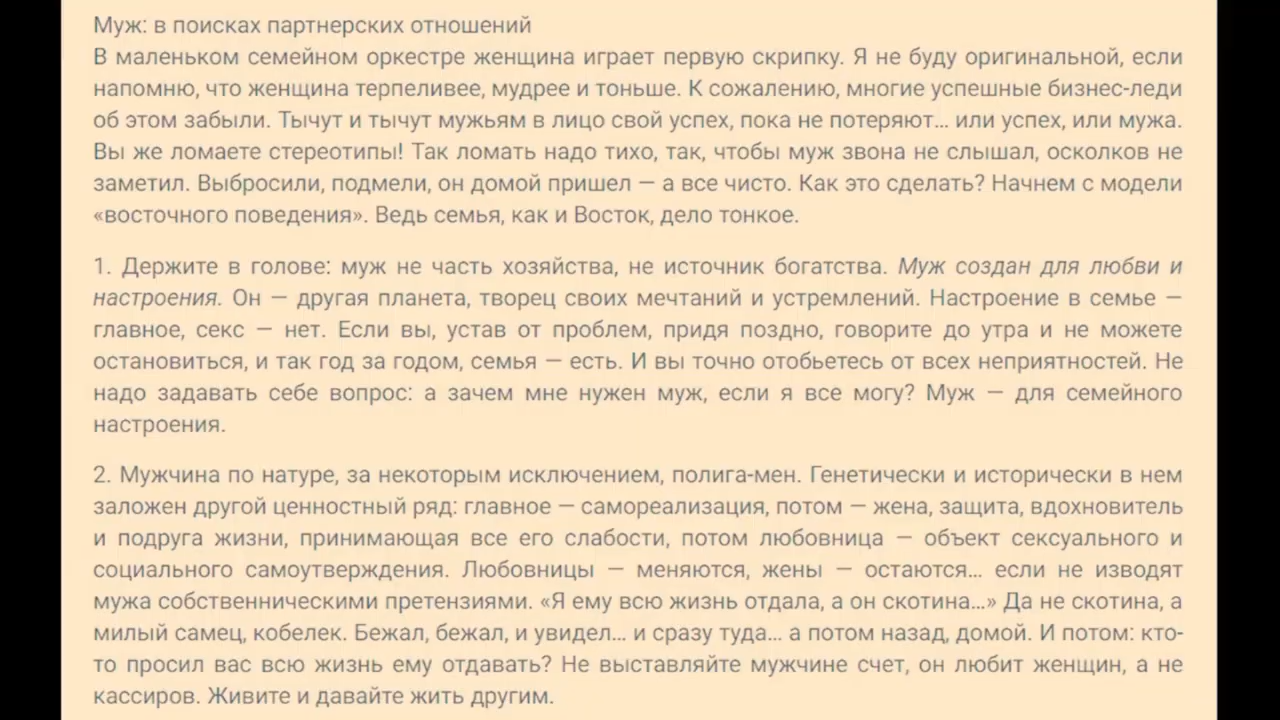 Муж: в поисках партнерских отношений
В маленьком семейном оркестре женщина играет первую скрипку. Я не буду оригинальной, если
напомню, что женщина терпеливее, мудрее и тоньше. К сожалению, многие успешные бизнес-леди
об этом забыли. Тычут и тычут мужьям в лицо свой успех, пока не потеряют... или успех, или мужа.
Вы же ломаете стереотипы! Так ломать надо тихо, так, чтобы муж звона не слышал, осколков не
заметил. Выбросили, подмели, он домой пришел — а все чисто. Как это сделать? Начнем с модели
«восточного поведения». Ведь семья, как и Восток, дело тонкое.
1. Держите в голове: муж не часть хозяйства, не источник богатства. Муж создан для любви и
настроения. Он — другая планета, творец своих мечтаний и устремлений. Настроение в семье —
главное, секс — нет. Если вы, устав от проблем, придя поздно, говорите до утра и не можете
остановиться, и так год за годом, семья — есть. И вы точно отобьетесь от всех неприятностей. Не
надо задавать себе вопрос: а зачем мне нужен муж, если я все могу? Муж — для семейного
настроения.
2. Мужчина по натуре, за некоторым исключением, полига-мен. Генетически и исторически в нем
заложен другой ценностный ряд: главное — самореализация, потом — жена, защита, вдохновитель
и подруга жизни, принимающая все его слабости, потом любовница — объект сексуального и
социального самоутверждения. Любовницы — меняются, жены — остаются... если не изводят
мужа собственническими претензиями. «Я ему всю жизнь отдала, а он скотина...» Да не скотина, а
милый самец, кобелек. Бежал, бежал, и увидел... и сразу туда... а потом назад, домой. И потом: кто-
то просил вас всю жизнь ему отдавать? Не выставляйте мужчине счет, он любит женщин, а не
кассиров. Живите и давайте жить другим.